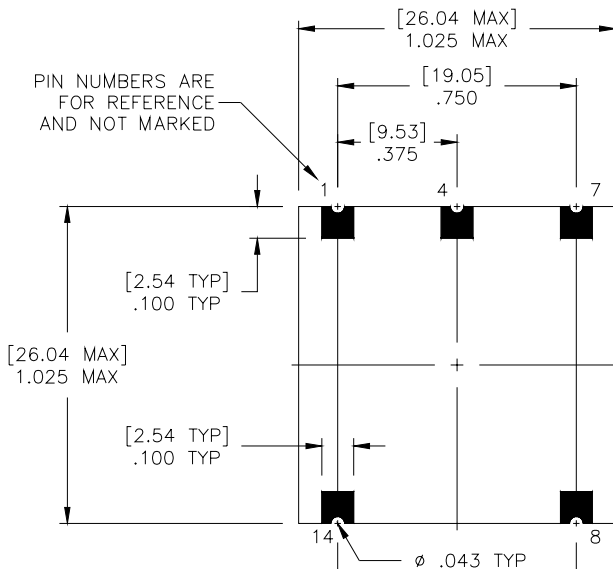 [26.04 MAX]
1.025 MAX
PIN NUMBERS ARE
FOR REFERENCE
AND NOT MARKED
[19.05]
.750
[9.53]
.375
1
4
7
[2.54 TYP]
.100 TYP
[26.04 MAX]
1.025 MAX
[2.54 TYP]
.100 TYP
14
8
ø .043 TYP